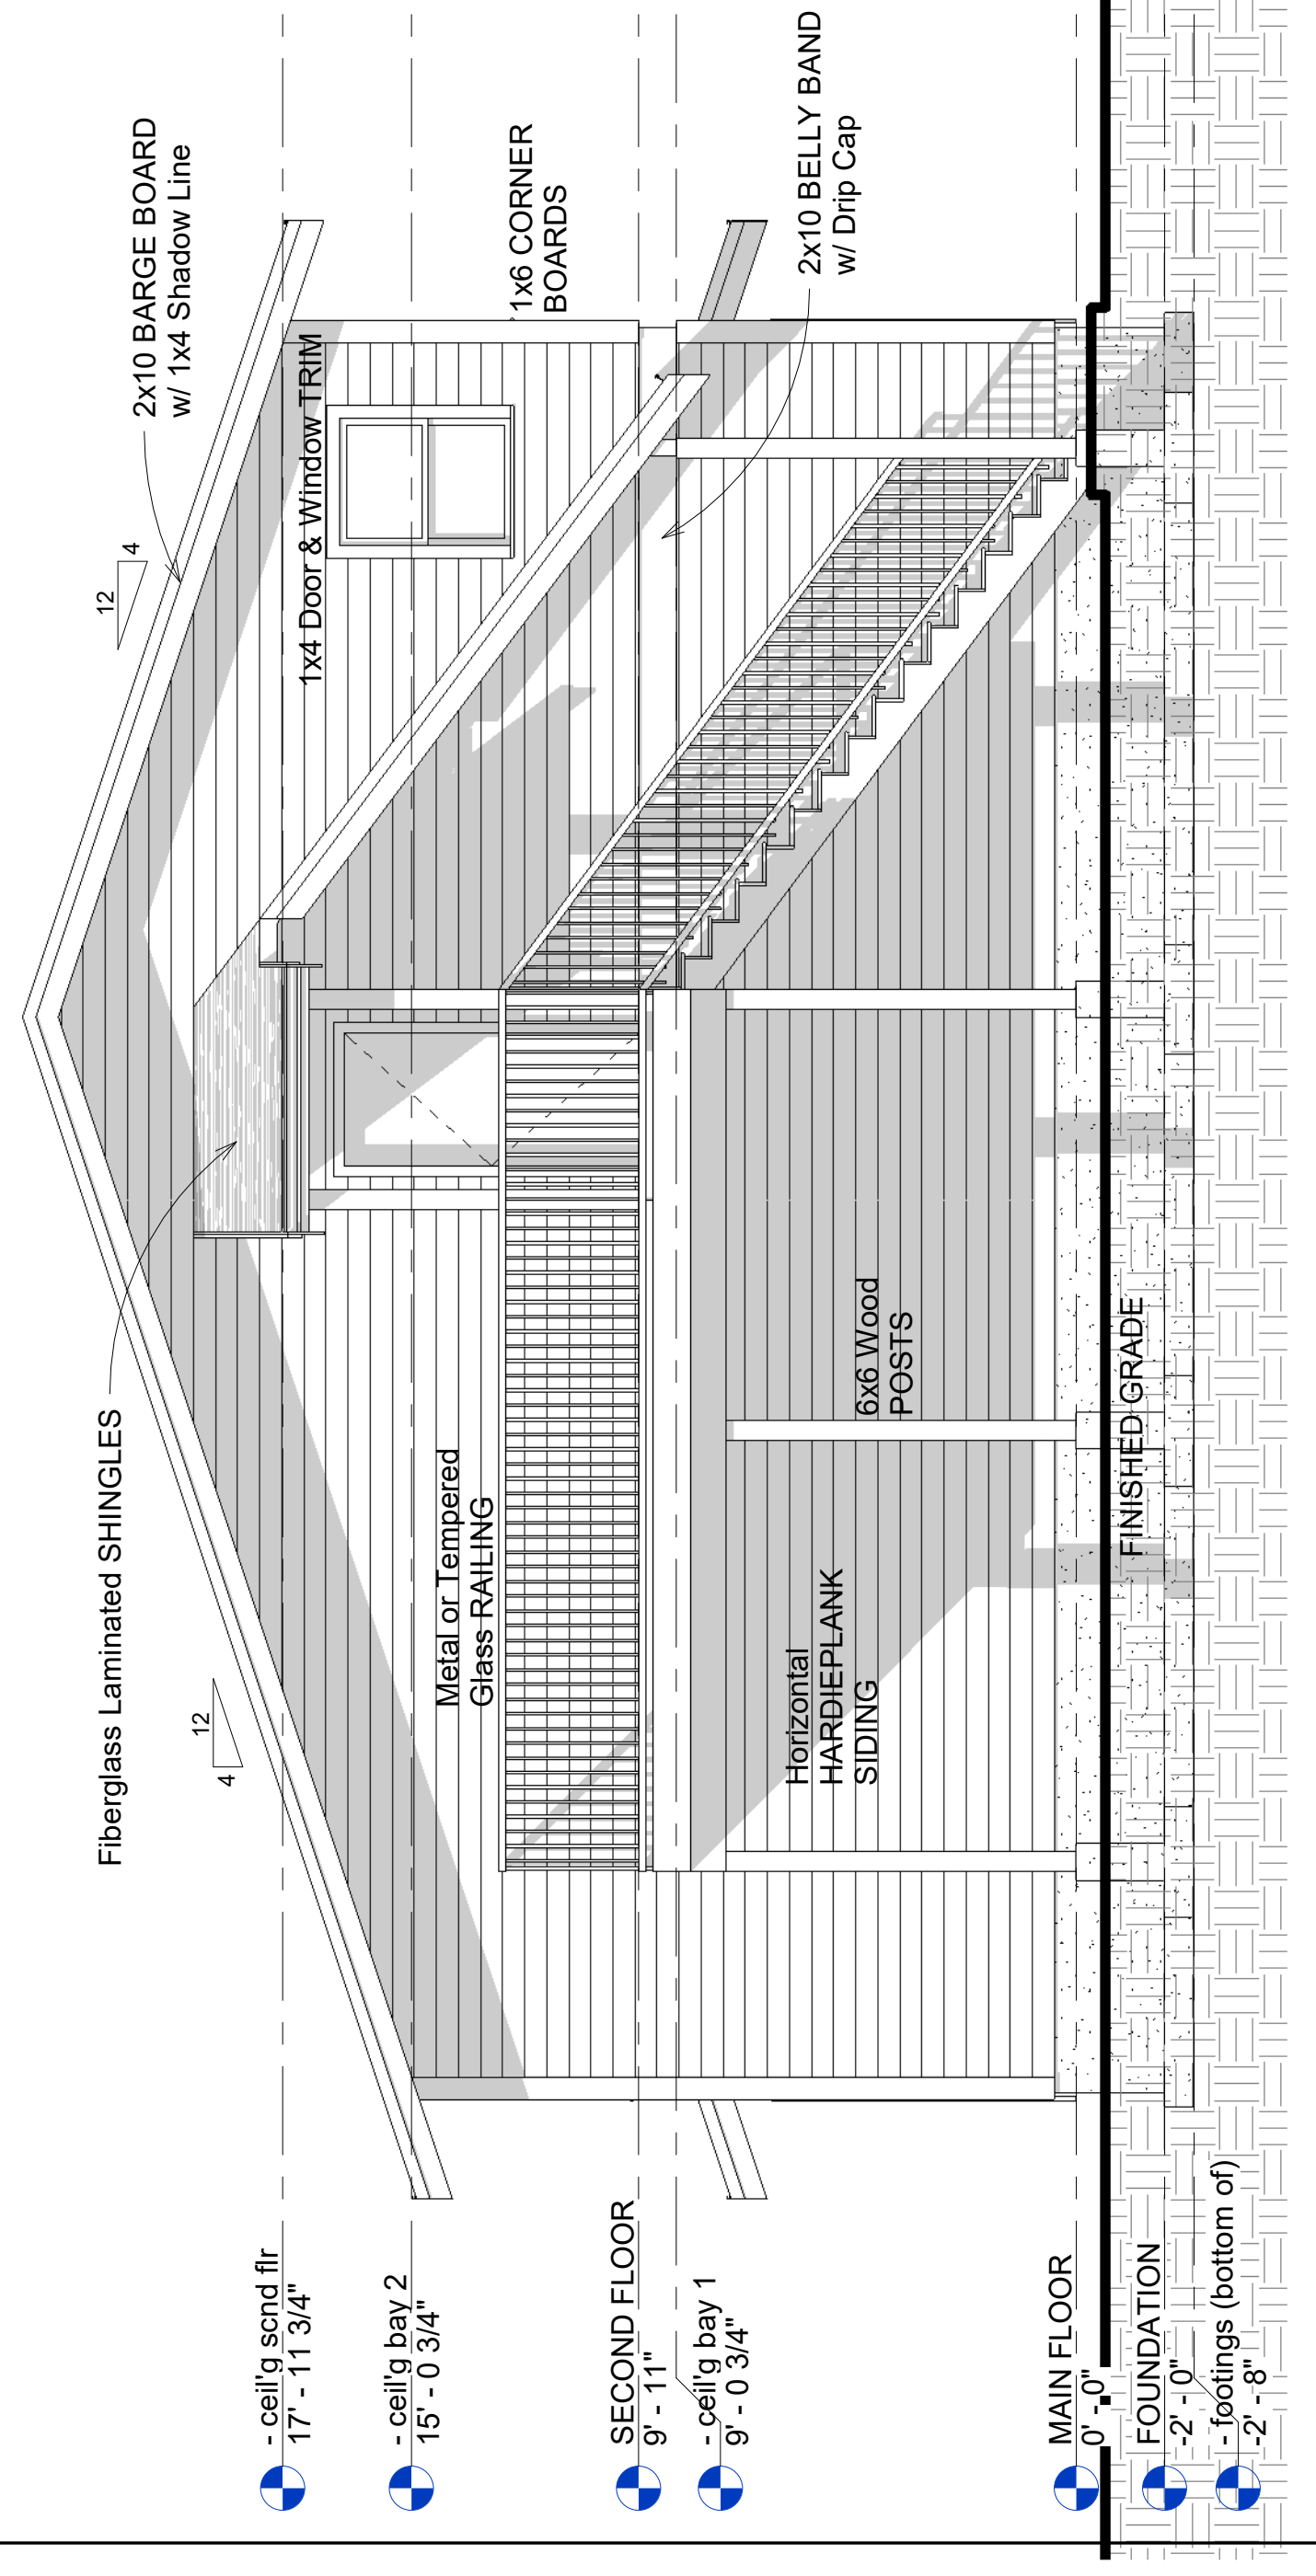 Fiberglass Laminated SHINGLES
12
4
12
4
2x10 BARGE BOARD
w/ 1x4 Shadow Line
- ceil'g scnd flr
17' - 11 3/4"
1x4 Door & Window TRIM
- ceil'g bay 2
15' - 0 3/4"
Metal or Tempered
Glass RAILING
1x6 CORNER
BOARDS
SECOND FLOOR
9' - 11"
- ceil'g bay 1
9' - 0 3/4"
Horizontal
HARDIEPLANK
SIDING
6x6 Wood
POSTS
2x10 BELLY BAND
w/ Drip Cap
MAIN FLOOR
0' - 0"
FINISHED GRADE
FOUNDATION
-2' - 0"
- footings (bottom of)
-2' - 8"